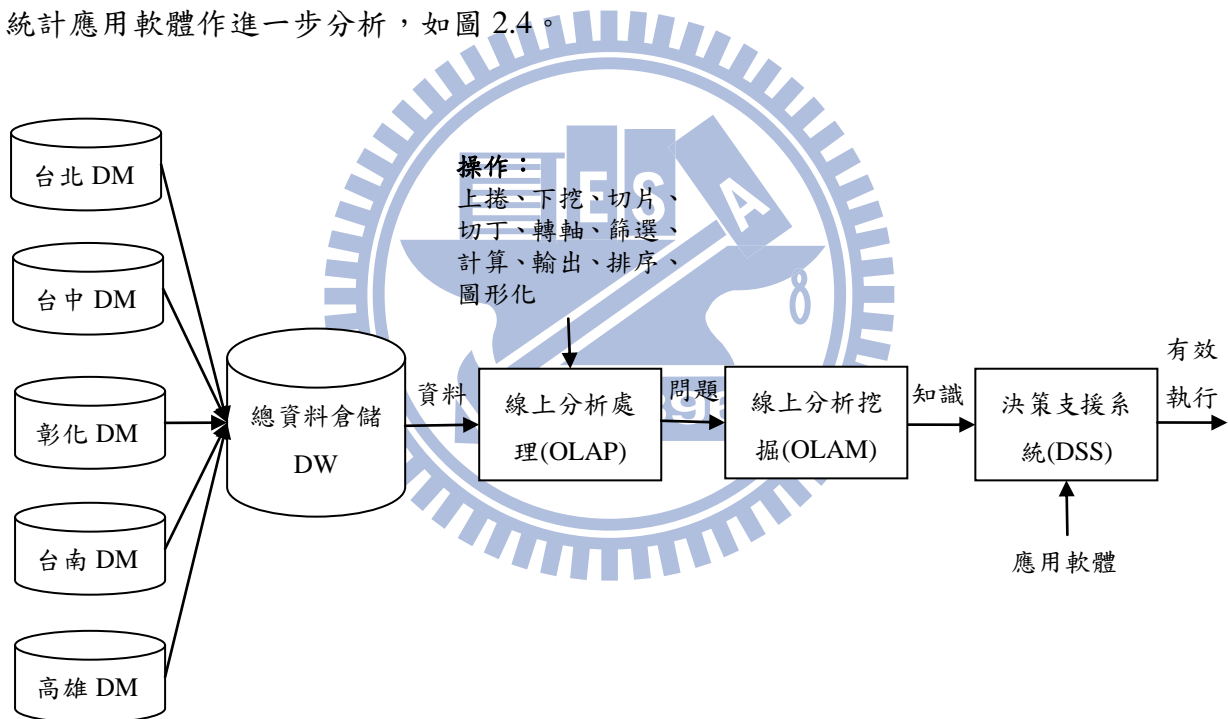 統計應用軟體作進一步分析，如圖 2.4。
台北 DM
台中 DM
彰化 DM
台南 DM
高雄 DM
總資料倉儲
DW
資料
操作：
上捲、下挖、切片、
切丁、轉軸、篩選、
計算、輸出、排序、
圖形化
線上分析處
理(OLAP)
問題
線上分析挖
掘(OLAM)
知識
決策支援系
統(DSS)
有效
執行
應用軟體
E S A
8